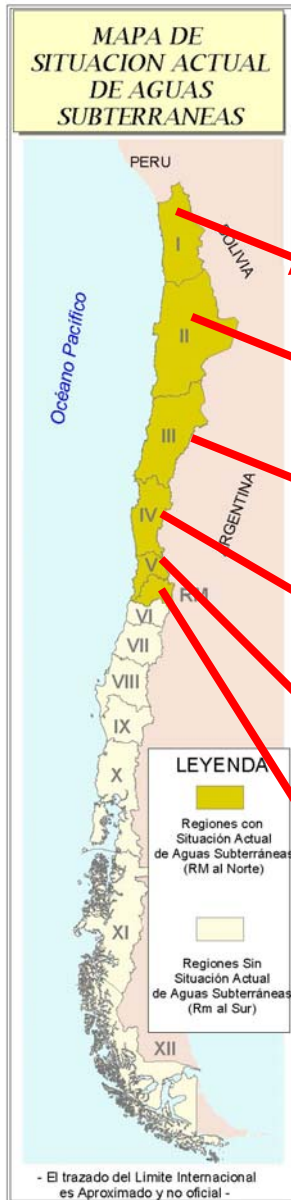 MAPA DE
SITUACION ACTUAL
DE AGUAS
SUBTERRANEAS
PERU
BOLIVIA
Océano Pacífico
I
II
III
IV
ARGENTINA
V
RM
VI
VII
VIII
IX
X
XI
XII
LEYENDA
Regiones con
Situación Actual
de Aguas Subterráneas
(RM al Norte)
Regiones Sin
Situación Actual
de Aguas Subterráneas
(Rm al Sur)
- El trazado del Limite Internacional
es Aproximado y no oficial -